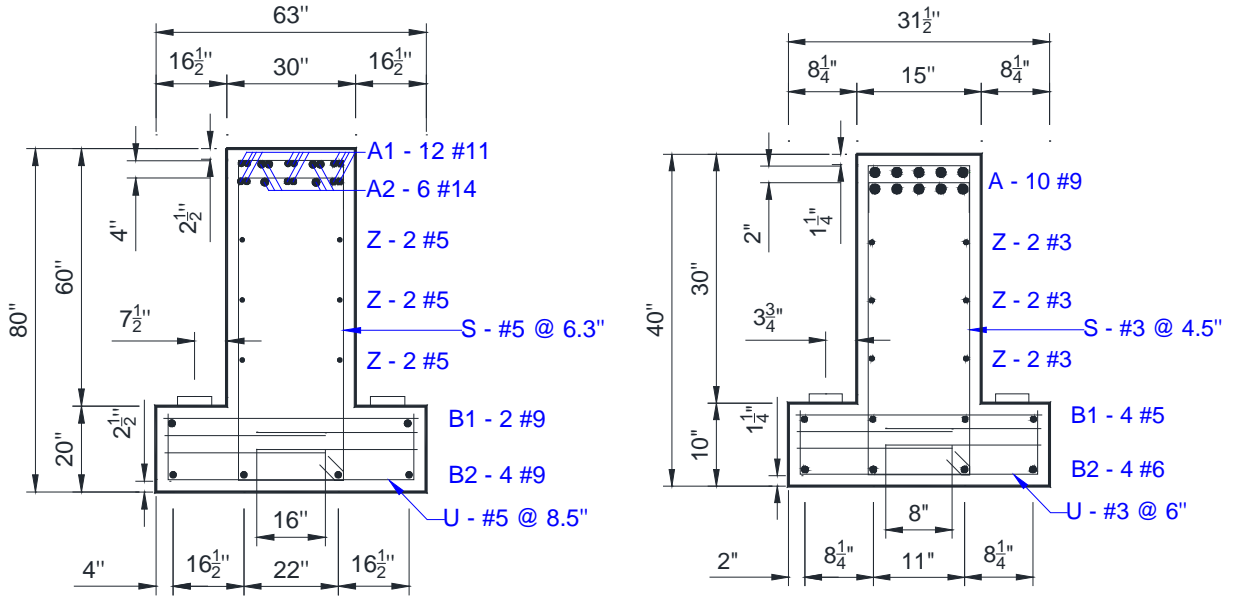 63"
16½" 30" 16½"
A1 - 12 #11
A2 - 6 #14
4"
2½"
Z - 2 #5
Z - 2 #5
Z - 2 #5
80"
60"
7½"
S - #5 @ 6.3"
2½"
20"
B1 - 2 #9
B2 - 4 #9
U - #5 @ 8.5"
16"
4" 16½" 22" 16½"
31½"
8¼" 15" 8¼"
A - 10 #9
2"
1¼"
Z - 2 #3
Z - 2 #3
Z - 2 #3
40"
30"
3¾"
S - #3 @ 4.5"
1¼"
10"
B1 - 4 #5
B2 - 4 #6
U - #3 @ 6"
8"
2" 8¼" 11" 8¼"